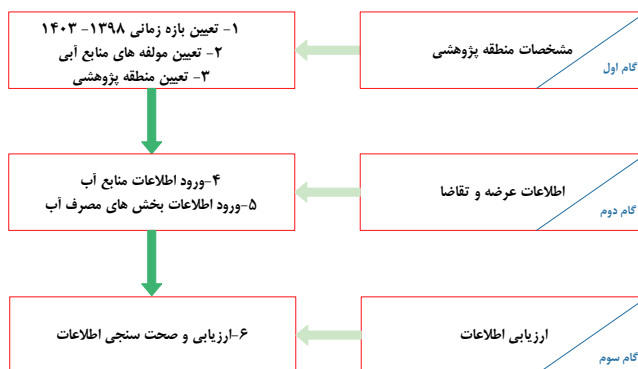 مشخصات منطقه پژوهشی
گام اول
۱- تعیین بازه زمانی ۱۳۹۸- ۱۴۰۳
۲- تعیین مولفه های منابع آبی
۳- تعیین منطقه پژوهشی
اطلاعات عرضه و تقاضا
گام دوم
۴-ورود اطلاعات منابع آب
۵-ورود اطلاعات بخش های مصرف آب
ارزیابی اطلاعات
گام سوم
۶-ارزیابی و صحت سنجی اطلاعات